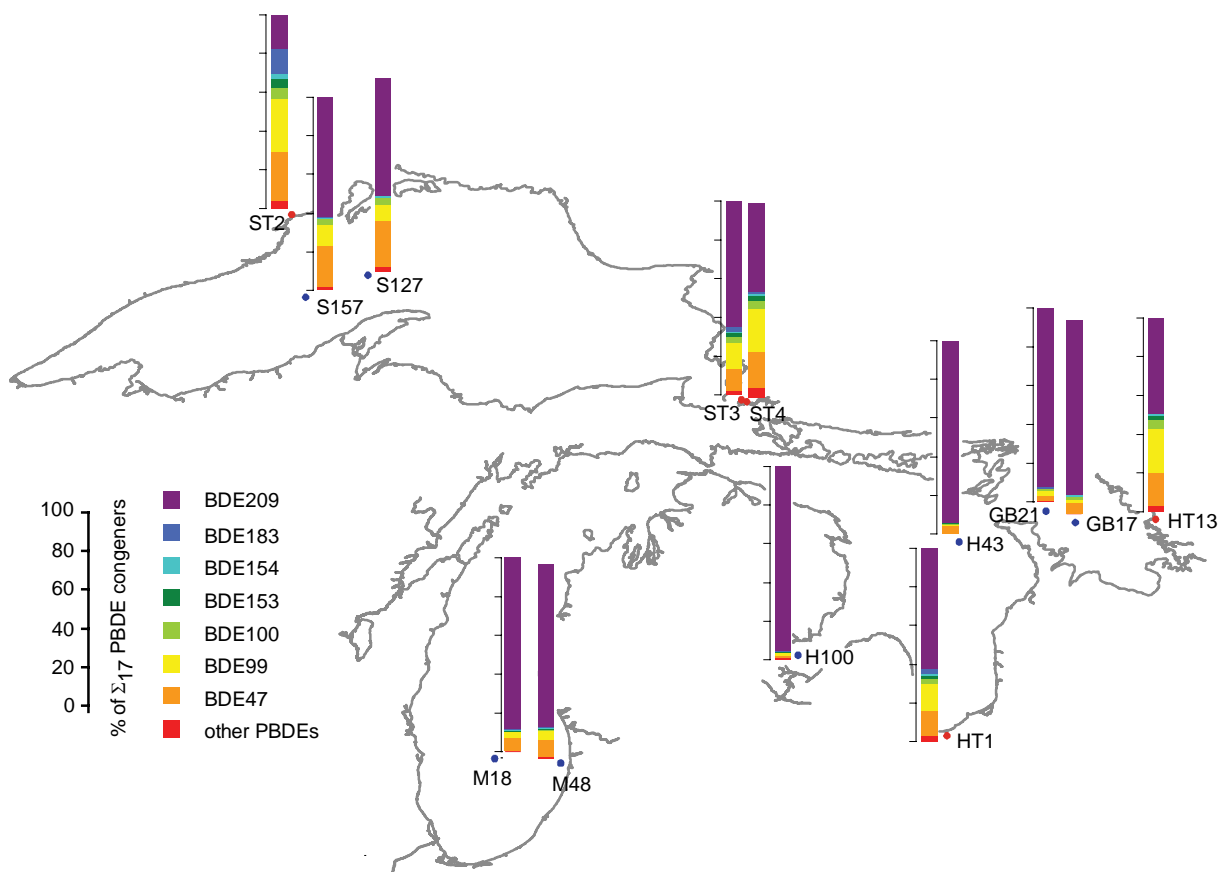 ST2
S157
S127
ST3
ST4
GB21
GB17
HT13
H43
H100
HT1
M18
M48
100
80
60
40
20
0
% of Σ17 PBDE congeners
BDE209
BDE183
BDE154
BDE153
BDE100
BDE99
BDE47
other PBDEs